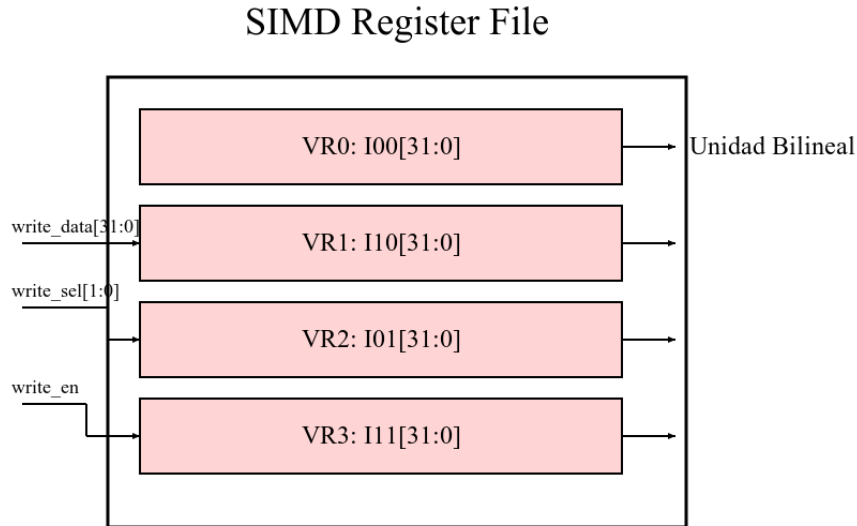 SIMD Register File
VR0: I00[31:0]
Unidad Bilineal
write_data[31:0]
VR1: I10[31:0]
write_sel[1:0]
VR2: I01[31:0]
write_en
VR3: I11[31:0]